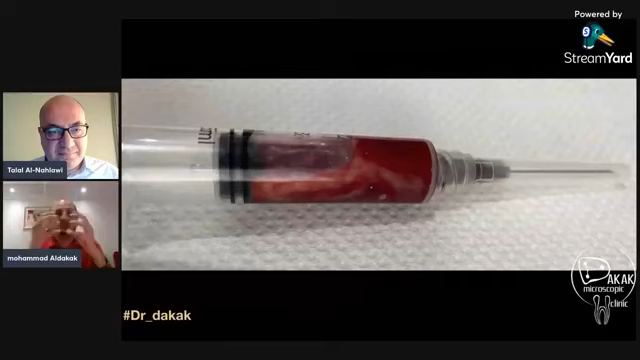 Powered by
StreamYard
Talal Al-Nahlawi
mohammad Aldakak
#Dr_dakak
DAKAK
microscopic
clinic